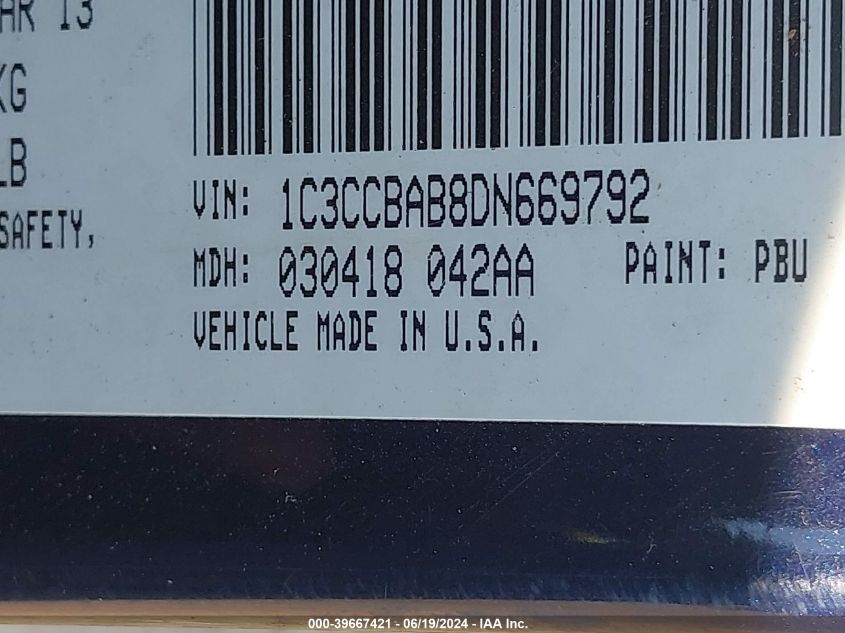 AR 13
KG
LB
SAFETY,
VIN: 1C3CCBAB8DN669792
MDH: 030418 042AA PAINT: PBU
VEHICLE MADE IN U.S.A.
000-39667421 - 06/19/2024 - IAA Inc.